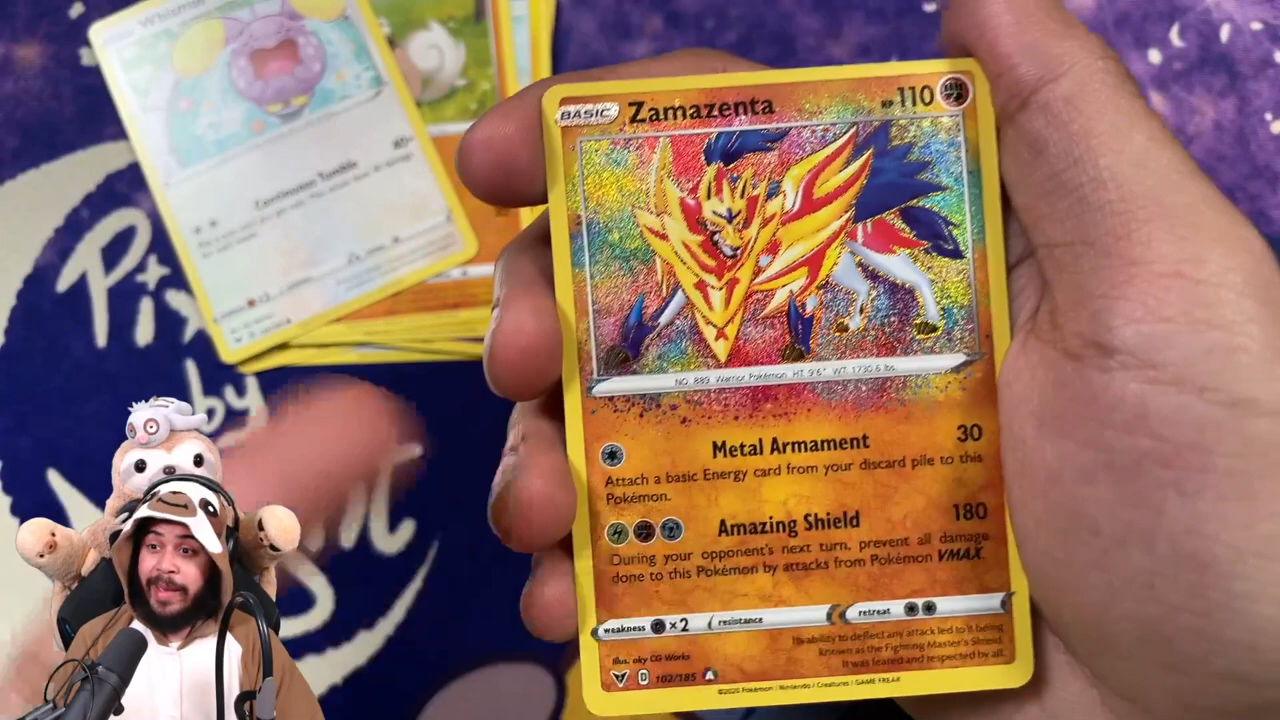 Whismur
Continuous Tumble
Pix
by
BASIC Zamazenta HP 110
NO. 889 Warrior Pokémon HT. 9'6" WT. 1730.6 lbs.
Metal Armament 30
Attach a basic Energy card from your discard pile to this
Pokémon.
Amazing Shield 180
During your opponent's next turn, prevent all damage
done to this Pokémon by attacks from Pokémon VMAX.
weakness ×2 resistance retreat
Its ability to deflect any attack led to it being
known as the Fighting Master's Shield.
It was feared and respected by all.
Illus. aky CG Works
D 102/185 A
©2020 Pokémon / Nintendo / Creatures / GAME FREAK